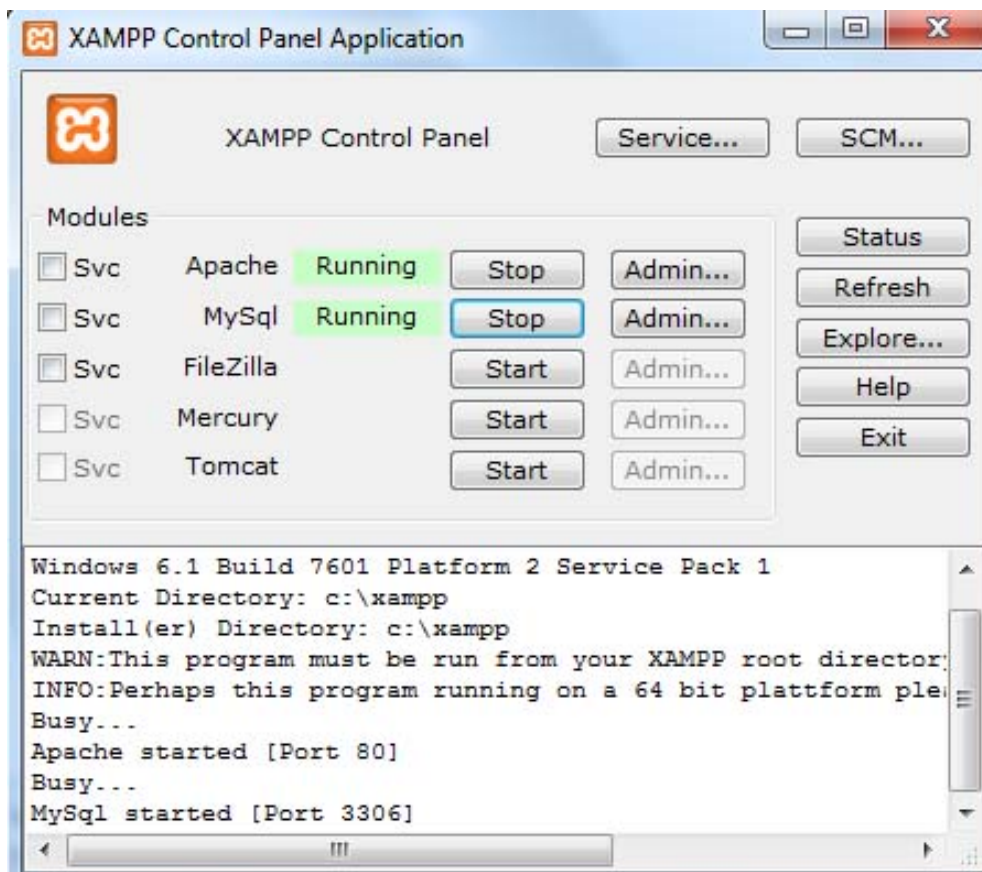 XAMPP Control Panel Application
XAMPP Control Panel Service... SCM...
Modules
Svc Apache Running Stop Admin...
Svc MySql Running Stop Admin...
Svc FileZilla Start Admin...
Svc Mercury Start Admin...
Svc Tomcat Start Admin...
Status
Refresh
Explore...
Help
Exit
Windows 6.1 Build 7601 Platform 2 Service Pack 1
Current Directory: c:\xampp
Install(er) Directory: c:\xampp
WARN:This program must be run from your XAMPP root
INFO:Perhaps this program running on a 64 bit plattform
Busy...
Apache started [Port 80]
Busy...
MySql started [Port 3306]